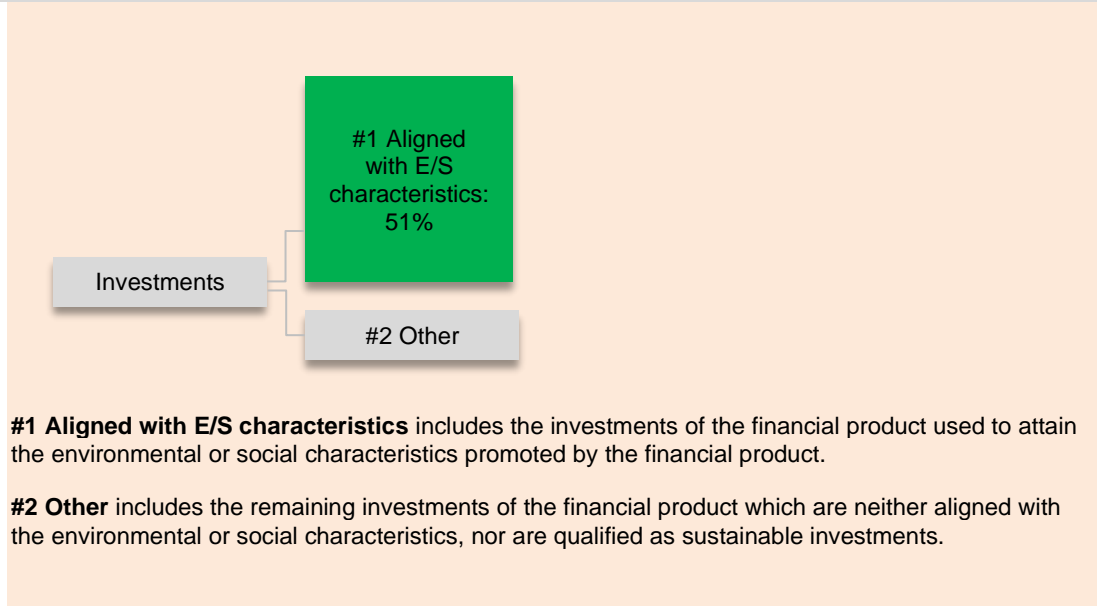 #1 Aligned
with E/S
characteristics:
51%
Investments
#2 Other
#1 Aligned with E/S characteristics includes the investments of the financial product used to attain
the environmental or social characteristics promoted by the financial product.
#2 Other includes the remaining investments of the financial product which are neither aligned with
the environmental or social characteristics, nor are qualified as sustainable investments.